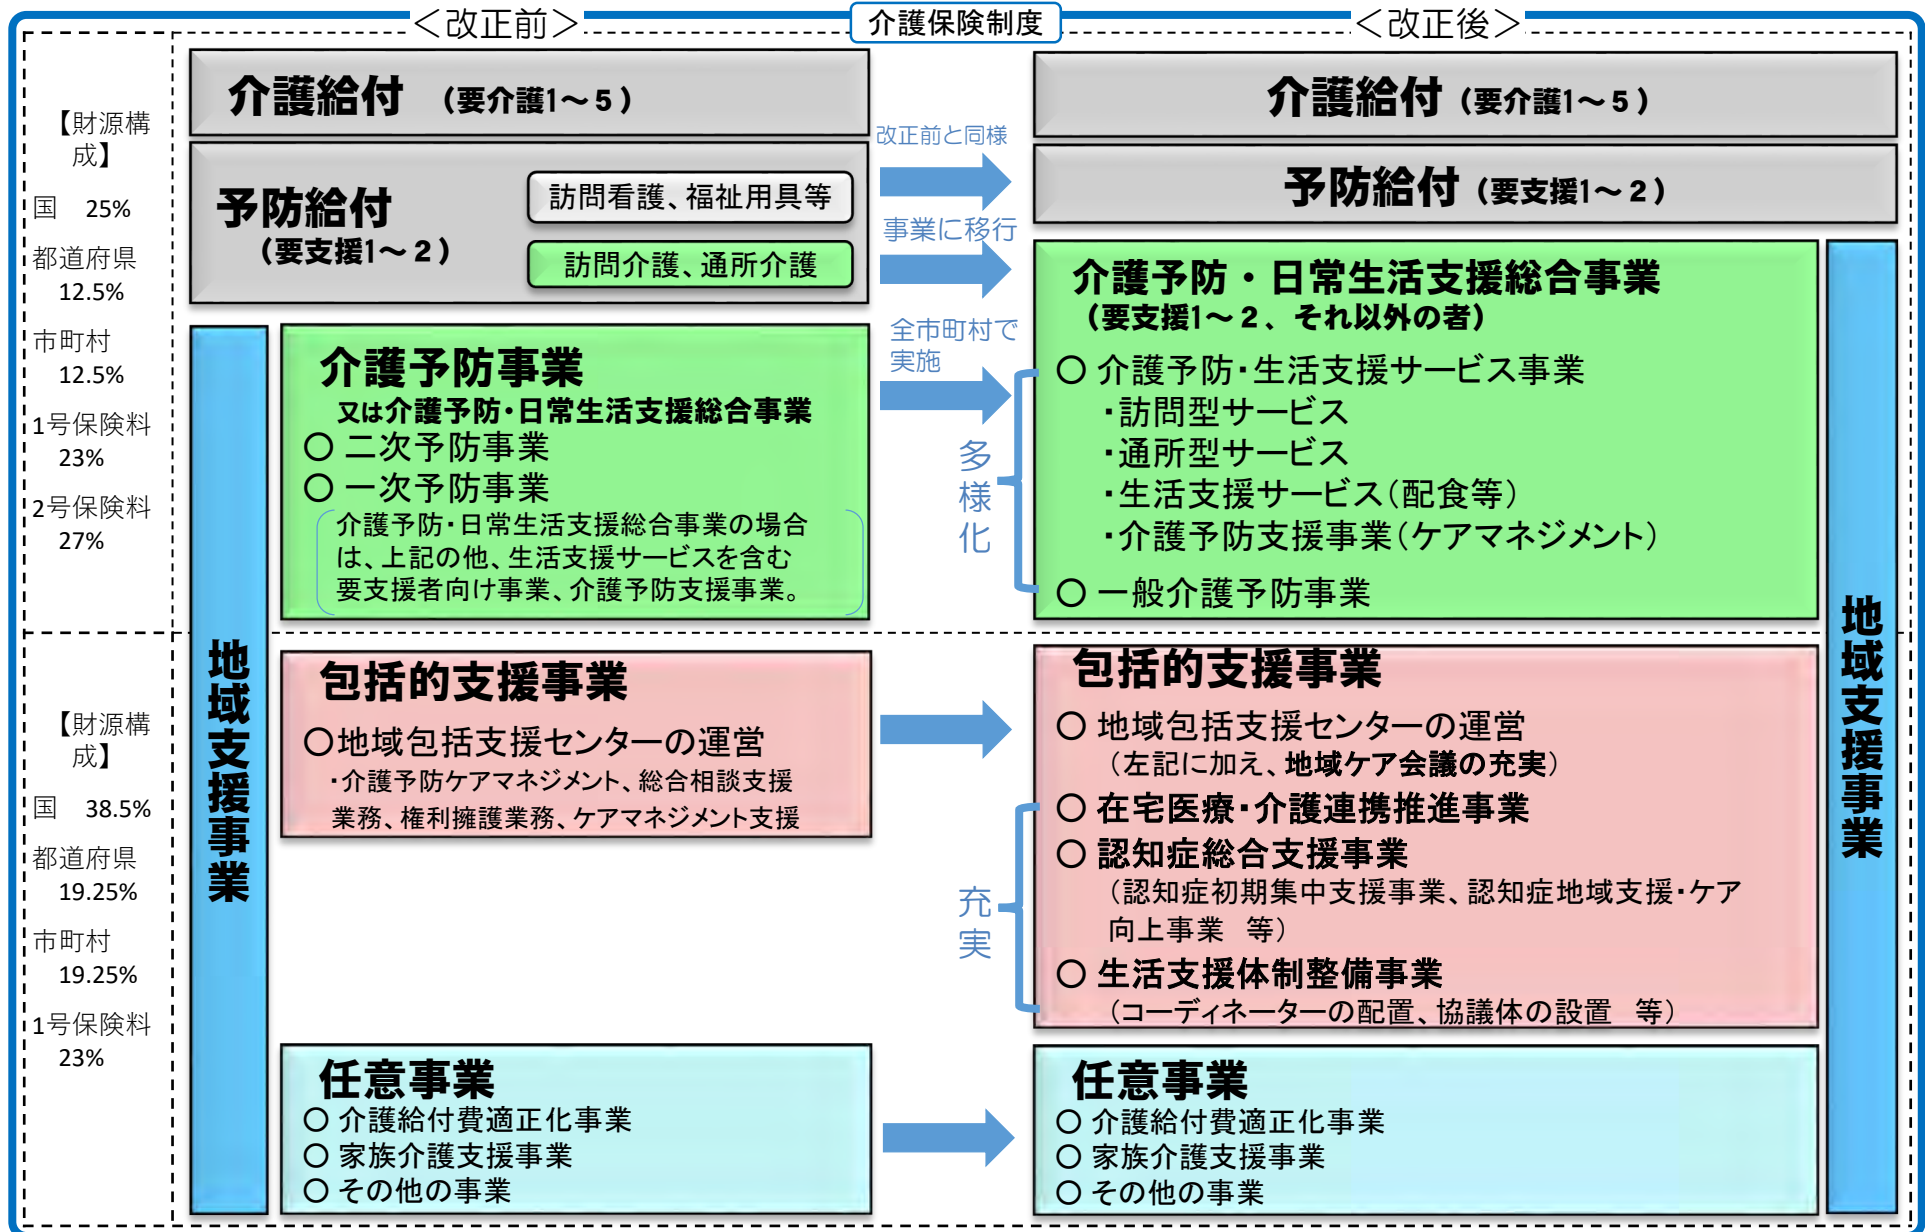 ＜改正前＞
介護保険制度
＜改正後＞
【財源構
成】
国　25%
都道府県
12.5%
市町村
12.5%
1号保険料
23%
2号保険料
27%
介護給付 （要介護1～５）
予防給付
（要支援1～２）
訪問看護、福祉用具等
訪問介護、通所介護
改正前と同様
事業に移行
全市町村で
実施
多
様
化
介護給付（要介護1～５）
予防給付（要支援1～２）
介護予防事業
又は介護予防・日常生活支援総合事業
○ 二次予防事業
○ 一次予防事業
介護予防・日常生活支援総合事業の場合
は、上記の他、生活支援サービスを含む
要支援者向け事業、介護予防支援事業。
介護予防・日常生活支援総合事業
（要支援1～２、それ以外の者）
○ 介護予防・生活支援サービス事業
・訪問型サービス
・通所型サービス
・生活支援サービス（配食等）
・介護予防支援事業（ケアマネジメント）
○ 一般介護予防事業
【財源構
成】
国　38.5%
都道府県
19.25%
市町村
19.25%
1号保険料
23%
地域支援事業
包括的支援事業
○地域包括支援センターの運営
・介護予防ケアマネジメント、総合相談支援
業務、権利擁護業務、ケアマネジメント支援
充
実
包括的支援事業
○ 地域包括支援センターの運営
（左記に加え、地域ケア会議の充実）
○ 在宅医療・介護連携推進事業
○ 認知症総合支援事業
（認知症初期集中支援事業、認知症地域支援・ケア
向上事業　等）
○ 生活支援体制整備事業
（コーディネーターの配置、協議体の設置　等）
地域支援事業
任意事業
○ 介護給付費適正化事業
○ 家族介護支援事業
○ その他の事業
任意事業
○ 介護給付費適正化事業
○ 家族介護支援事業
○ その他の事業